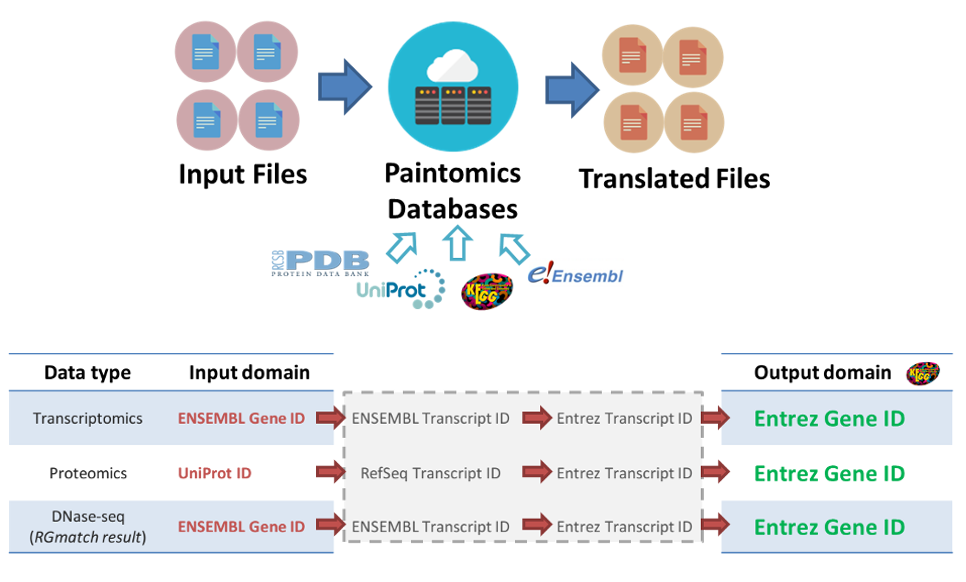 Input Files
Paintomics
Databases
Translated Files
RCSB
PDB
PROTEIN DATA BANK
UniProt
KEGG
e!Ensembl
Data type
Input domain
Output domain
KEGG
Transcriptomics
ENSEMBL Gene ID
ENSEMBL Transcript ID
Entrez Transcript ID
Entrez Gene ID
Proteomics
UniProt ID
RefSeq Transcript ID
Entrez Transcript ID
Entrez Gene ID
DNase-seq
(RGmatch result)
ENSEMBL Gene ID
ENSEMBL Transcript ID
Entrez Transcript ID
Entrez Gene ID